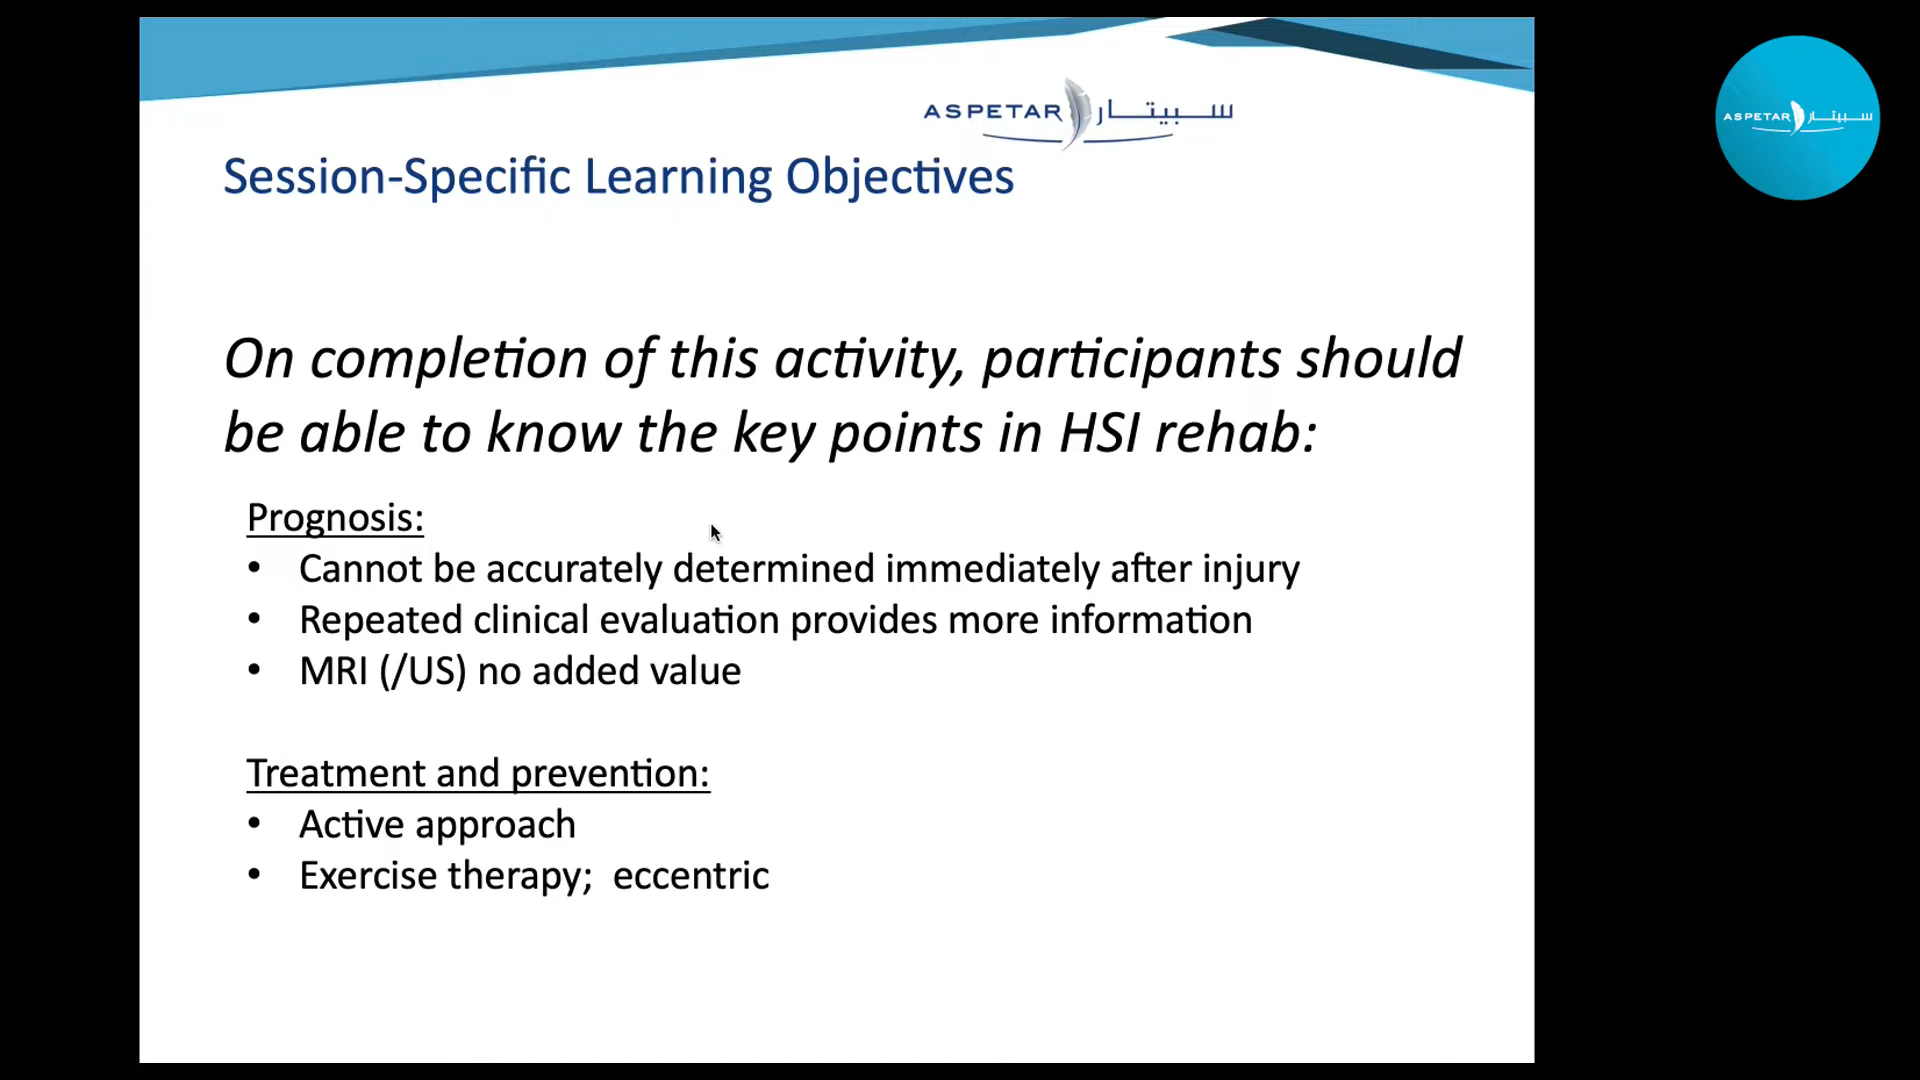 ASPETAR سبيتار
ASPETAR سبيتار
Session-Specific Learning Objectives
On completion of this activity, participants should
be able to know the key points in HSI rehab:
Prognosis:
• Cannot be accurately determined immediately after injury
• Repeated clinical evaluation provides more information
• MRI (/US) no added value
Treatment and prevention:
• Active approach
• Exercise therapy;  eccentric